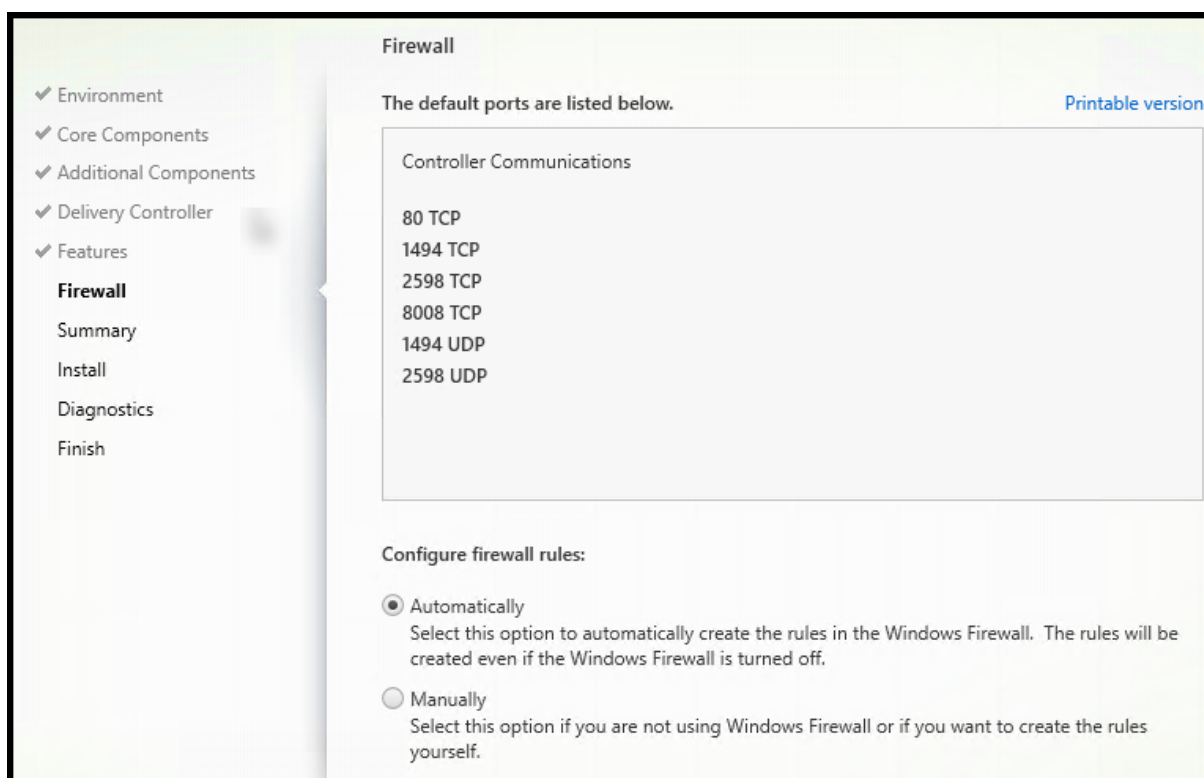 Firewall
Environment
Core Components
Additional Components
Delivery Controller
Features
Firewall
Summary
Install
Diagnostics
Finish
The default ports are listed below.
Printable version
Controller Communications
80 TCP
1494 TCP
2598 TCP
8008 TCP
1494 UDP
2598 UDP
Configure firewall rules:
Automatically
Select this option to automatically create the rules in the Windows Firewall.  The rules will be
created even if the Windows Firewall is turned off.
Manually
Select this option if you are not using Windows Firewall or if you want to create the rules
yourself.